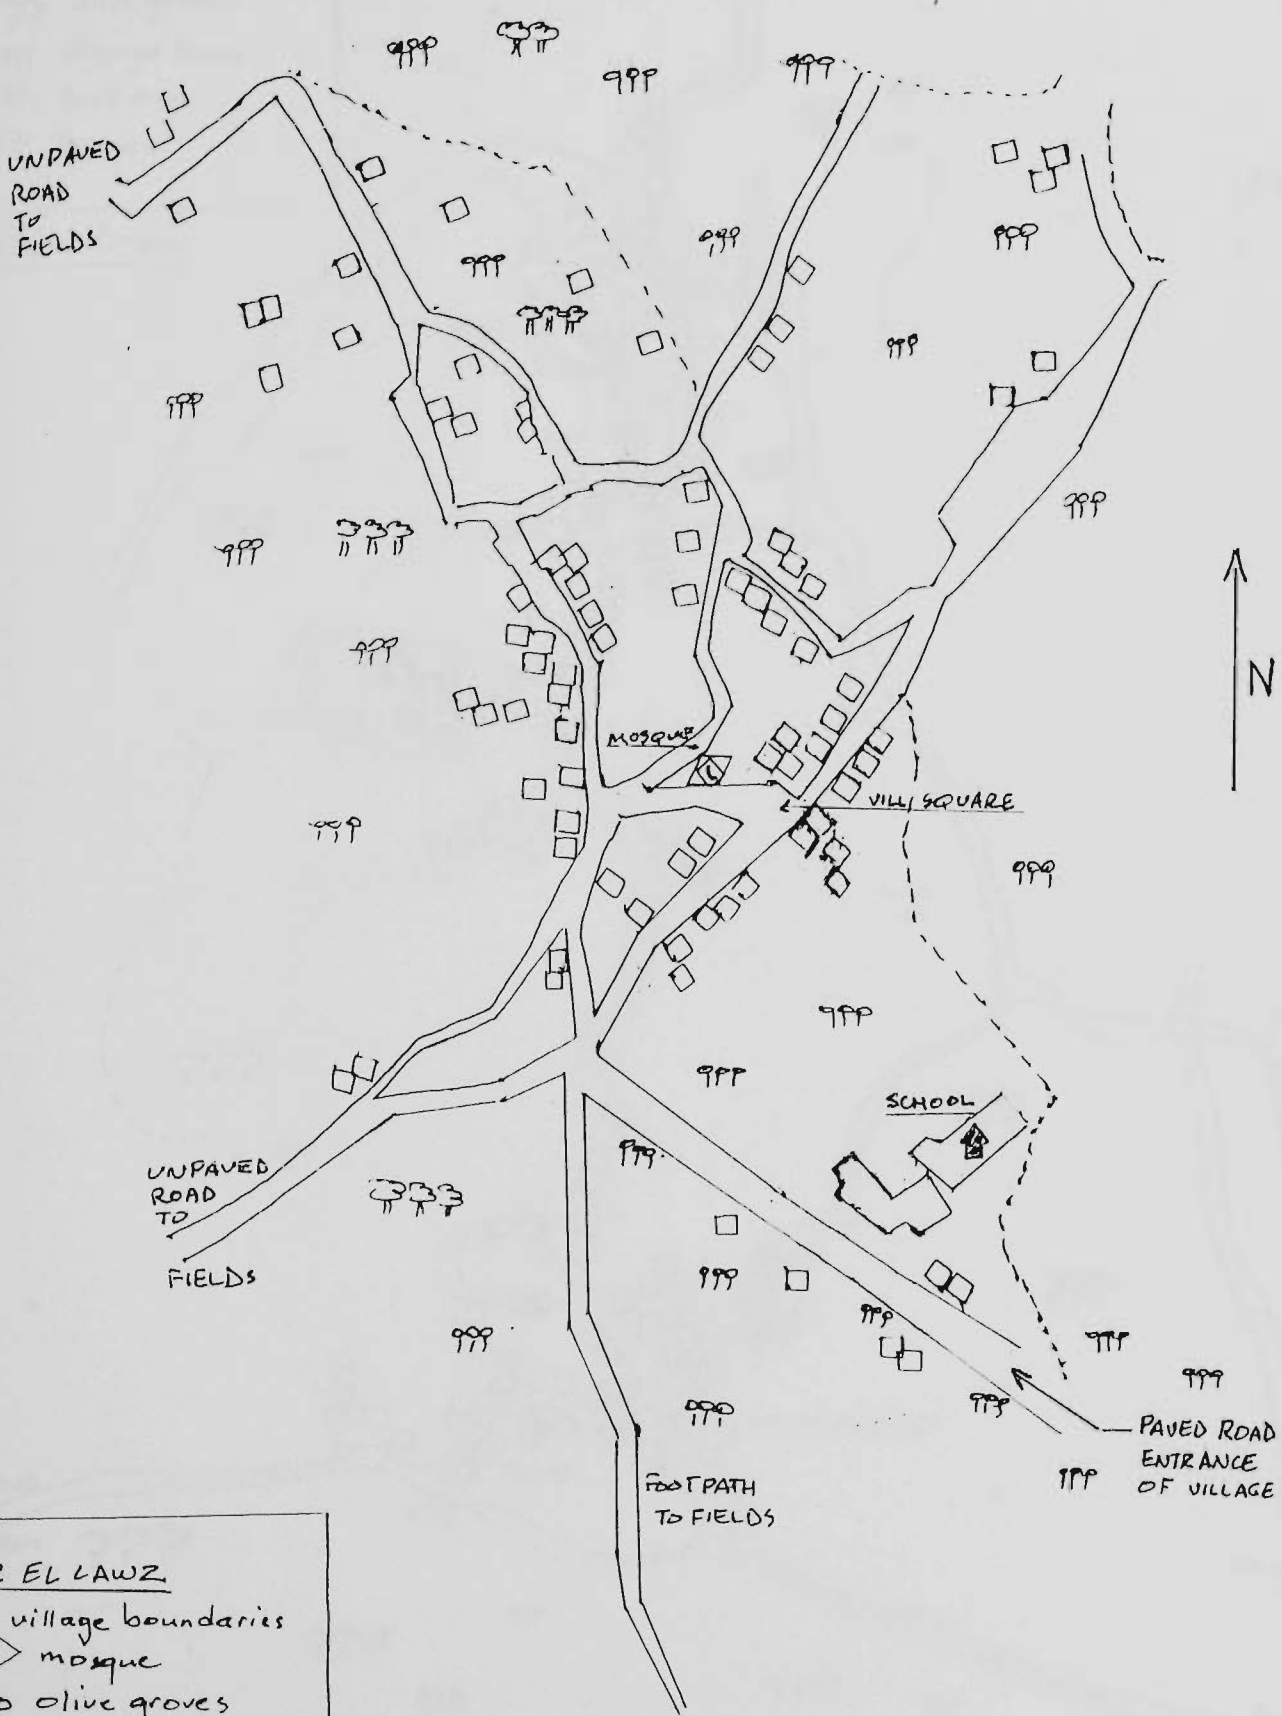 UNPAVED
ROAD
TO
FIELDS
N
MOSQUE
VILL, SQUARE
SCHOOL
UNPAVED
ROAD
TO
FIELDS
PAVED ROAD
ENTRANCE
OF VILLAGE
FOOTPATH
TO FIELDS
EL LAWZ
village boundaries
mosque
olive groves